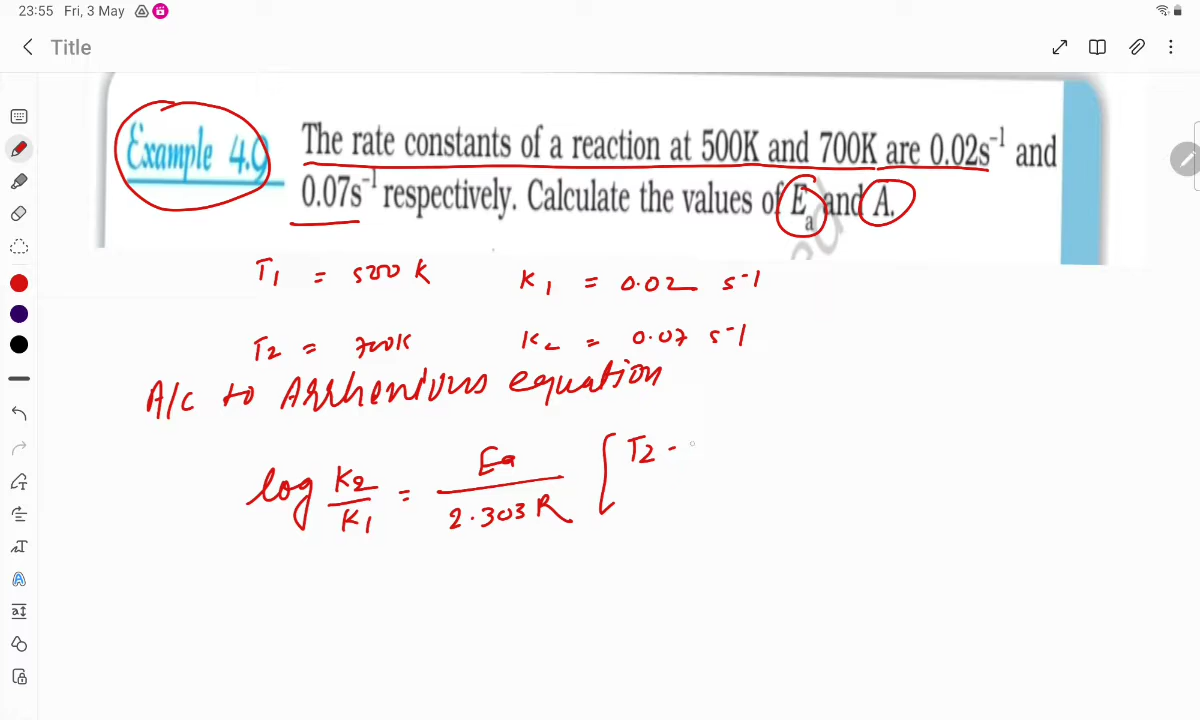 23:55 Fri, 3 May
Title
Example 4.9 The rate constants of a reaction at 500K and 700K are 0.02s⁻¹ and
0.07s⁻¹ respectively. Calculate the values of Eₐ and A.
T₁ = 500 K K₁ = 0.02 s⁻¹
T₂ = 700K K₂ = 0.07 s⁻¹
A/c to Arrhenious equation
log K₂/K₁ = Ea/2.303 R [T₂ -